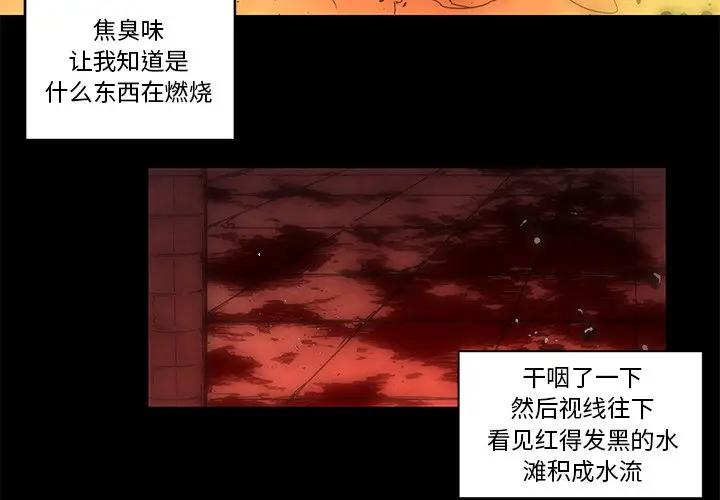 焦臭味
让我知道是
什么东西在燃烧
干咽了一下
然后视线往下
看见红得发黑的水
滩积成水流